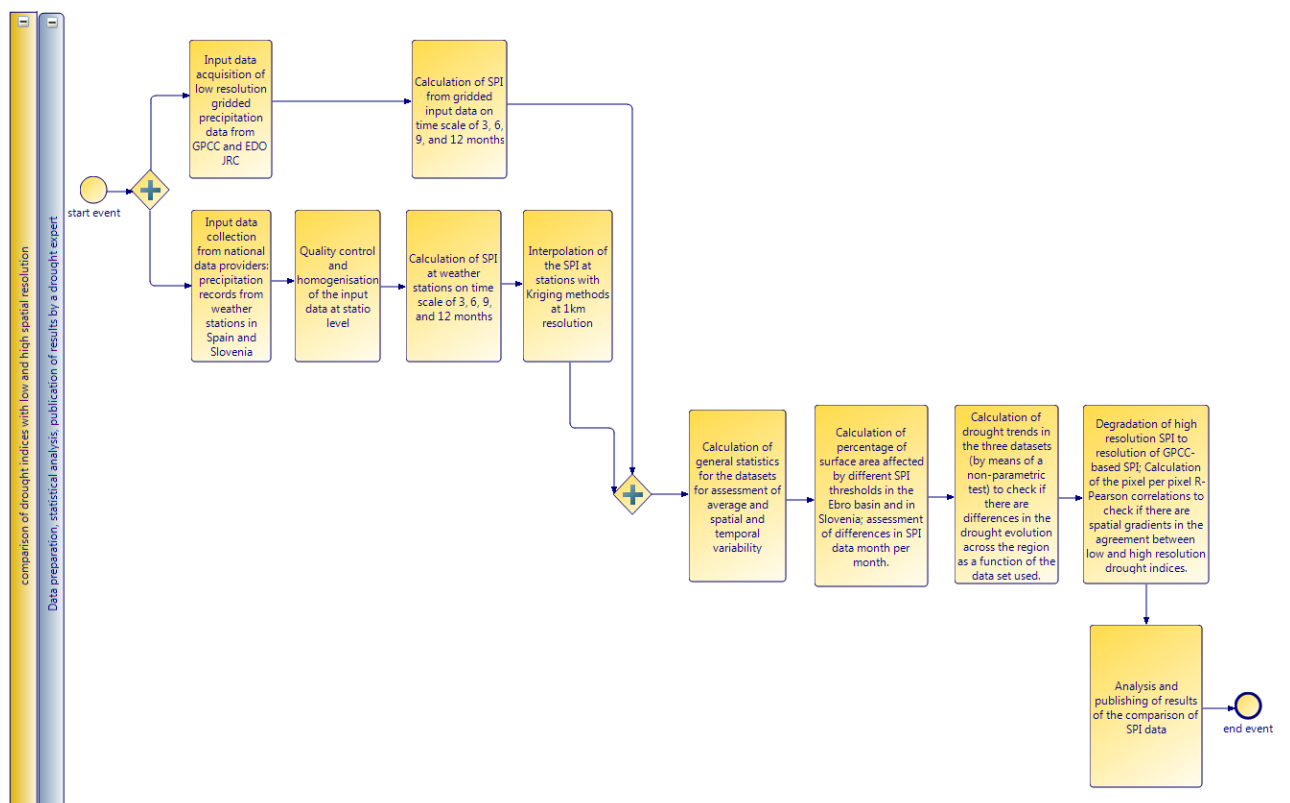 comparison of drought indices with low and high spatial resolution
Data preparation, statistical analysis, publication of results by a drought expert
start event
Input data
acquisition of
low resolution
gridded
precipitation
data from
GPCC and EDO
JRC
Calculation of SPI
from gridded
input data on
time scale of 3, 6,
9, and 12 months
Input data
collection
from national
data providers:
precipitation
records from
weather
stations in
Spain and
Slovenia
Quality control
and
homogenisation
of the input
data at statio
level
Calculation of SPI
at weather
stations on time
scale of 3, 6, 9,
and 12 months
Interpolation of
the SPI at
stations with
Kriging methods
at 1km
resolution
Calculation of
general statistics
for the datasets
for assessment of
average and
spatial and
temporal
variability
Calculation of
percentage of
surface area affected
by different SPI
thresholds in the
Ebro basin and in
Slovenia; assessment
of differences in SPI
data month per
month.
Calculation of
drought trends in
the three datasets
(by means of a
non-parametric
test) to check if
there are
differences in the
drought evolution
across the region
as a function of the
data set used.
Degradation of high
resolution SPI to
resolution of GPCC-
based SPI; Calculation
of the pixel per pixel R-
Pearson correlations to
check if there are
spatial gradients in the
agreement between
low and high resolution
drought indices.
Analysis and
publishing of results
of the comparison of
SPI data
end event